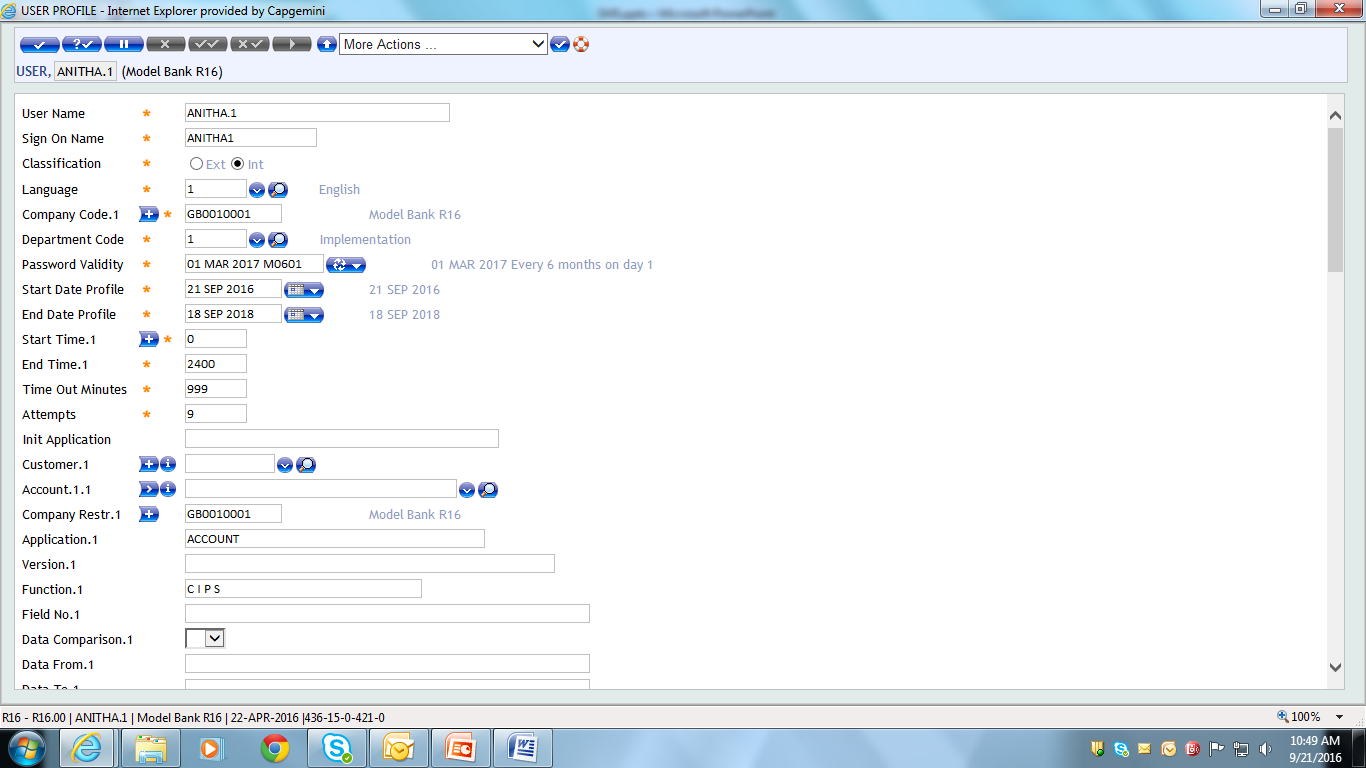 USER PROFILE - Internet Explorer provided by Capgemini
More Actions ...
USER, ANITHA.1 (Model Bank R16)
User Name * ANITHA.1
Sign On Name * ANITHA1
Classification * Ext Int
Language * 1 English
Company Code.1 * GB0010001 Model Bank R16
Department Code * 1 Implementation
Password Validity * 01 MAR 2017 M0601 01 MAR 2017 Every 6 months on day 1
Start Date Profile * 21 SEP 2016 21 SEP 2016
End Date Profile * 18 SEP 2018 18 SEP 2018
Start Time.1 * 0
End Time.1 * 2400
Time Out Minutes * 999
Attempts * 9
Init Application
Customer.1
Account.1.1
Company Restr.1 GB0010001 Model Bank R16
Application.1 ACCOUNT
Version.1
Function.1 C I P S
Field No.1
Data Comparison.1
Data From.1
Data To.1
R16 - R16.00 | ANITHA.1 | Model Bank R16 | 22-APR-2016 |436-15-0-421-0
100%
10:49 AM
9/21/2016